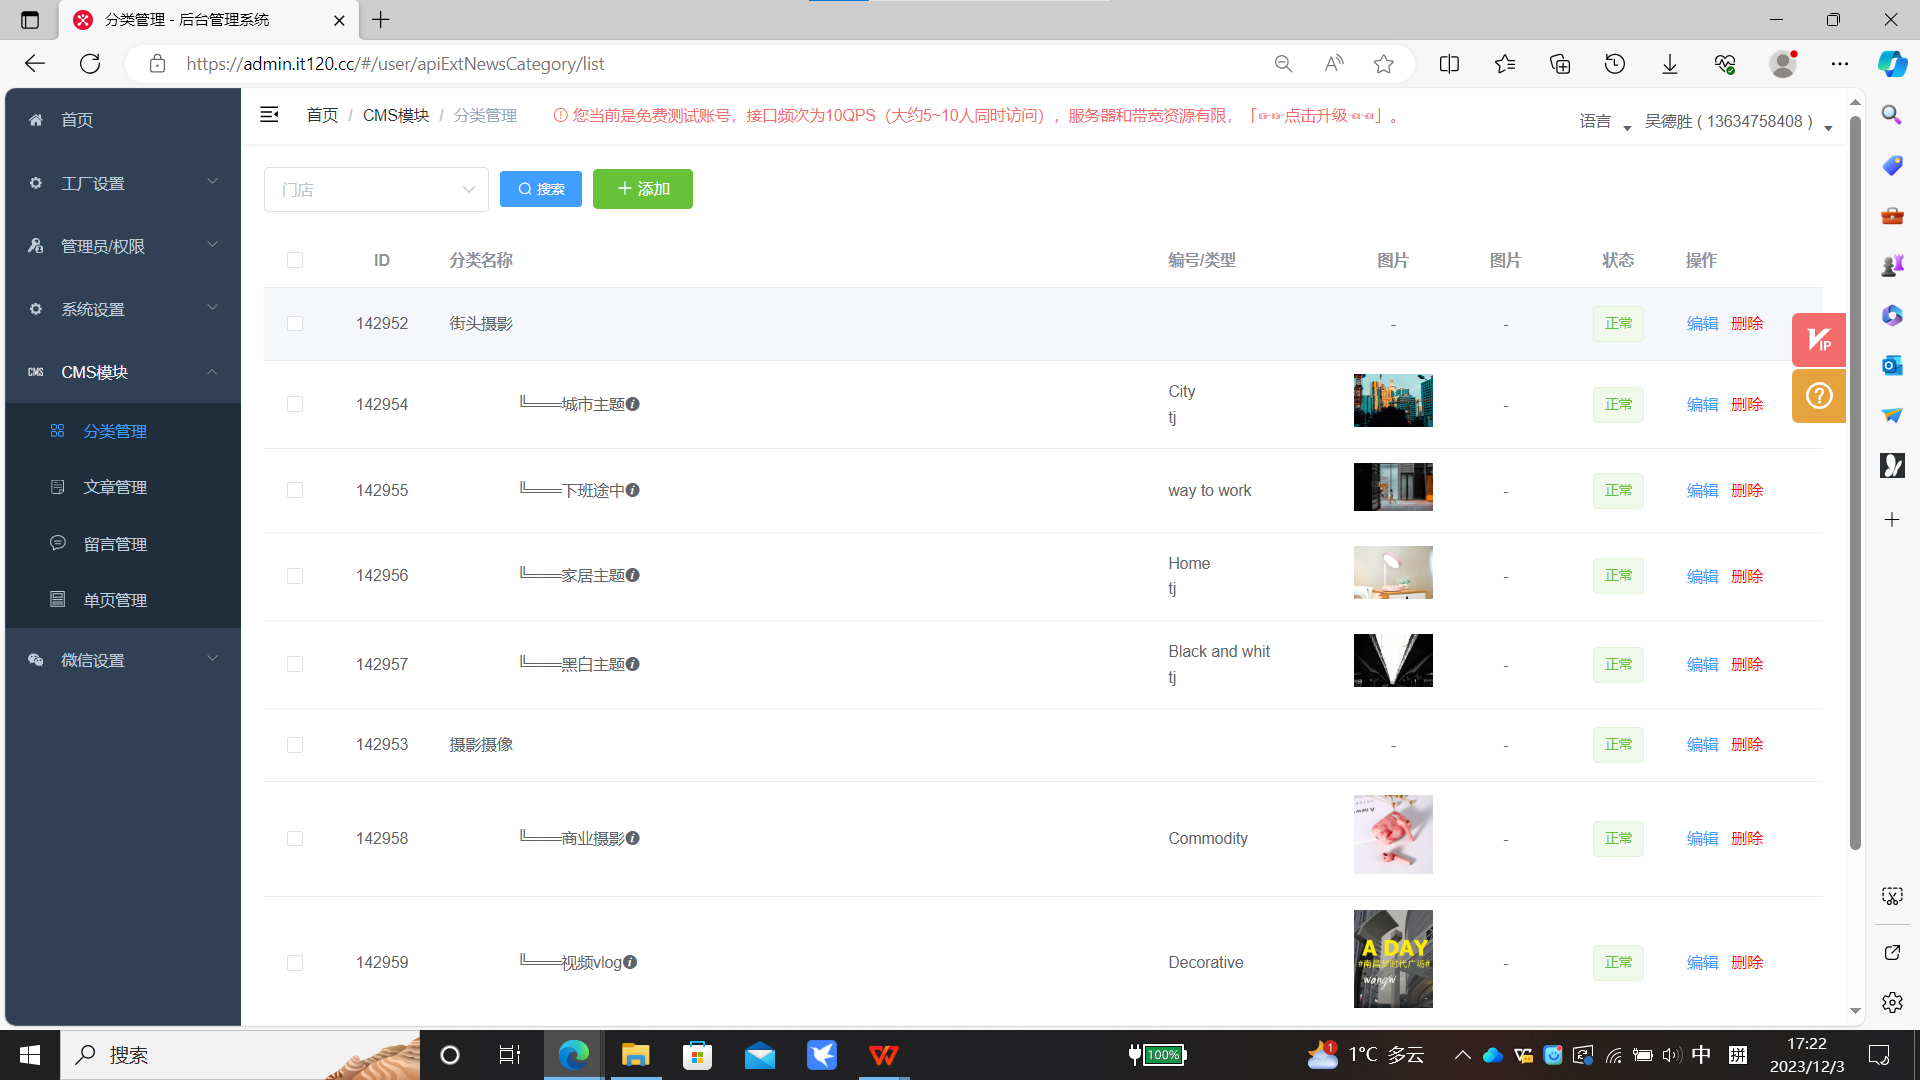 分类管理 - 后台管理系统
https://admin.it120.cc/#/user/apiExtNewsCategory/list
首页
工厂设置
管理员/权限
系统设置
CMS CMS模块
分类管理
文章管理
留言管理
单页管理
微信设置
首页 / CMS模块 / 分类管理
您当前是免费测试账号，接口频次为10QPS（大约5~10人同时访问），服务器和带宽资源有限，「☞☞点击升级☜☜」。
语言 吴德胜 ( 13634758408 )
门店 搜索 添加
ID 分类名称 编号/类型 图片 图片 状态 操作
142952 街头摄影 - - 正常 编辑 删除
142954 ╚═══城市主题 City - 正常 编辑 删除
tj
142955 ╚═══下班途中 way to work - 正常 编辑 删除
142956 ╚═══家居主题 Home - 正常 编辑 删除
tj
142957 ╚═══黑白主题 Black and whit - 正常 编辑 删除
tj
142953 摄影摄像 - - 正常 编辑 删除
142958 ╚═══商业摄影 Commodity - 正常 编辑 删除
142959 ╚═══视频vlog Decorative - 正常 编辑 删除
A DAY
wangw
VIP
搜索
100%
1
1°C 多云
中
拼
17:22
2023/12/3